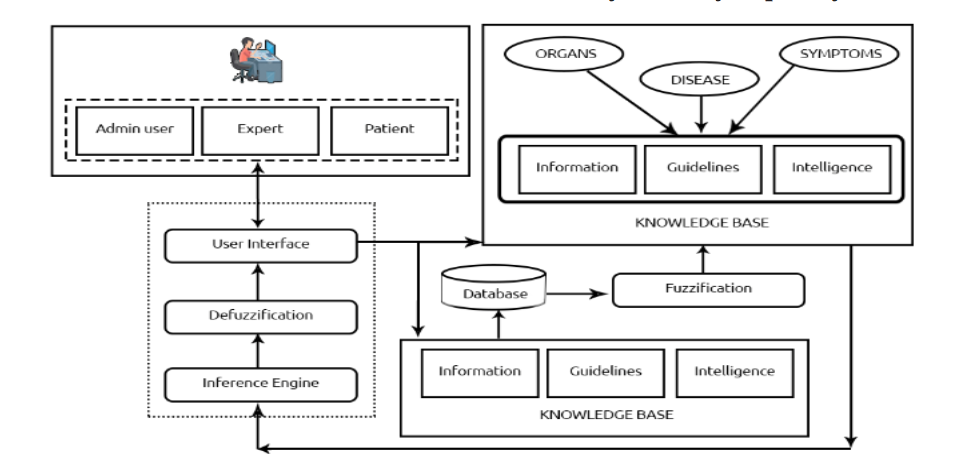 ORGANS
SYMPTOMS
DISEASE
Admin user
Expert
Patient
Information
Guidelines
Intelligence
KNOWLEDGE BASE
User Interface
Database
Fuzzification
Defuzzification
Information
Guidelines
Intelligence
Inference Engine
KNOWLEDGE BASE